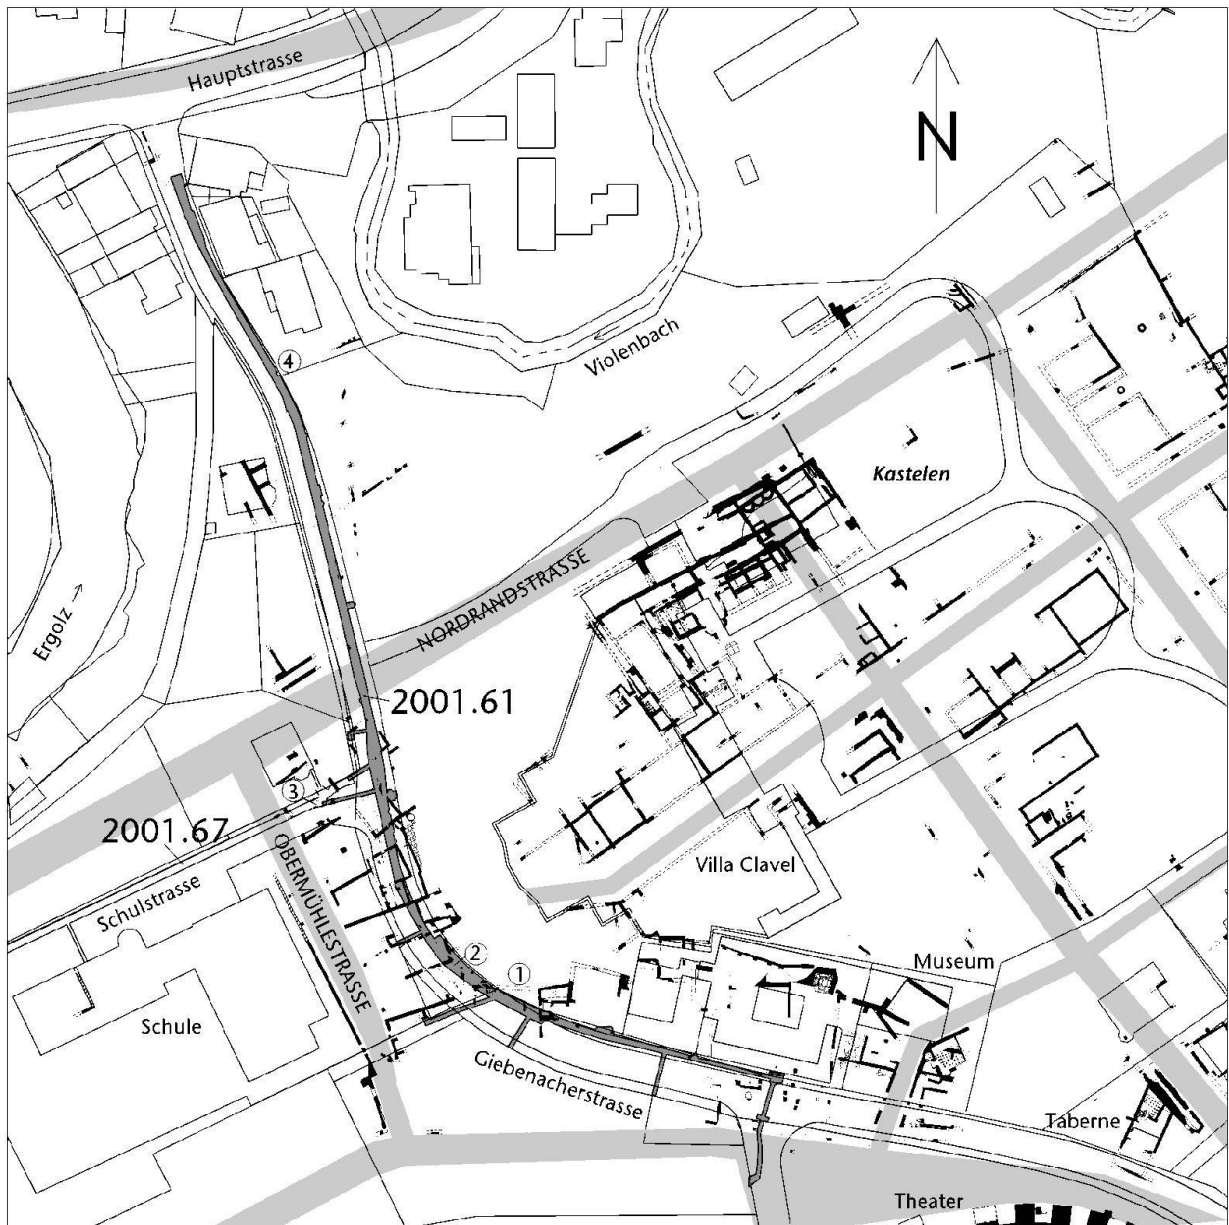 Hauptstrasse
N
④
Violenbach
Kastelen
Ergolz
NORDRANDSTRASSE
2001.61
③
2001.67
OBERMÜHLESTRASSE
Villa Clavel
Schulstrasse
②
①
Museum
Schule
Giebenacherstrasse
Taberne
Theater